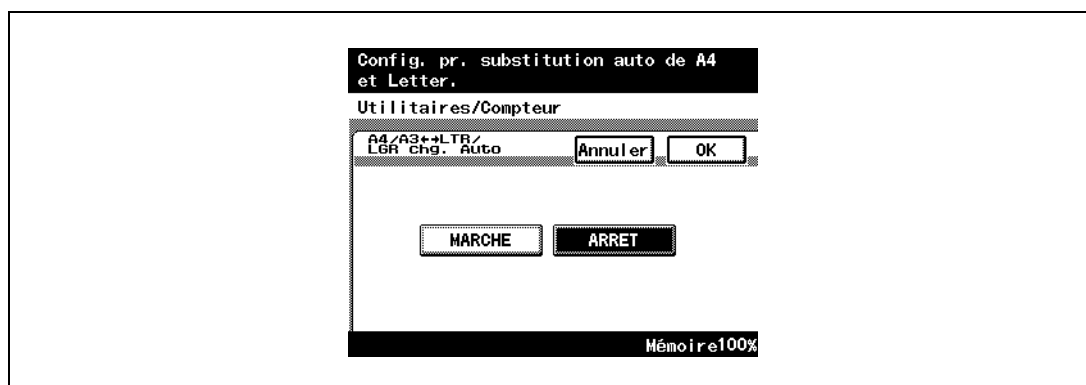 Config. pr. substitution auto de A4
et Letter.
Utilitaires/Compteur
A4/A3↔LTR/
LGR chg. Auto
Annuler
OK
MARCHE
ARRET
Mémoire100%